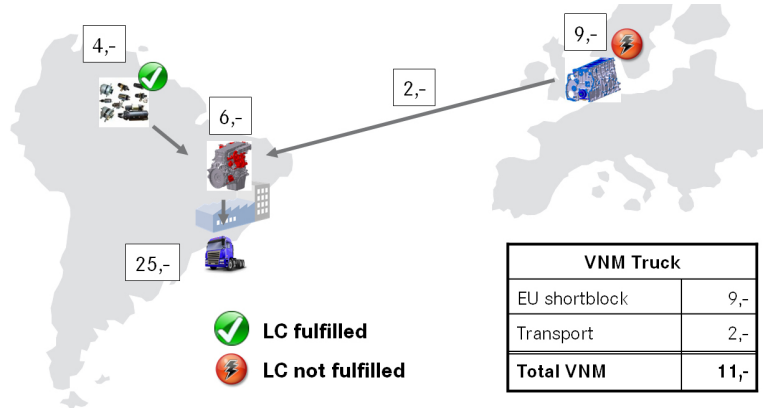 4,-
9,-
2,-
6,-
25,-
LC fulfilled
LC not fulfilled
VNM Truck
EU shortblock 9,-
Transport 2,-
Total VNM 11,-